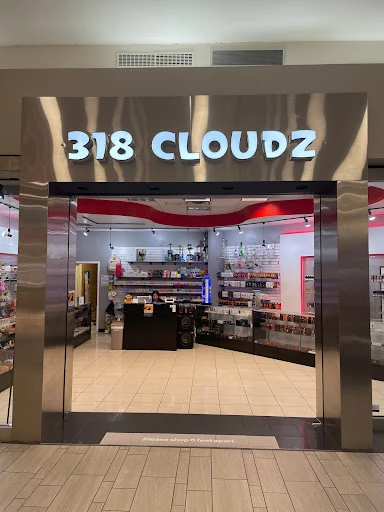 318 CLOUDZ
Please shop 6 feet apart.